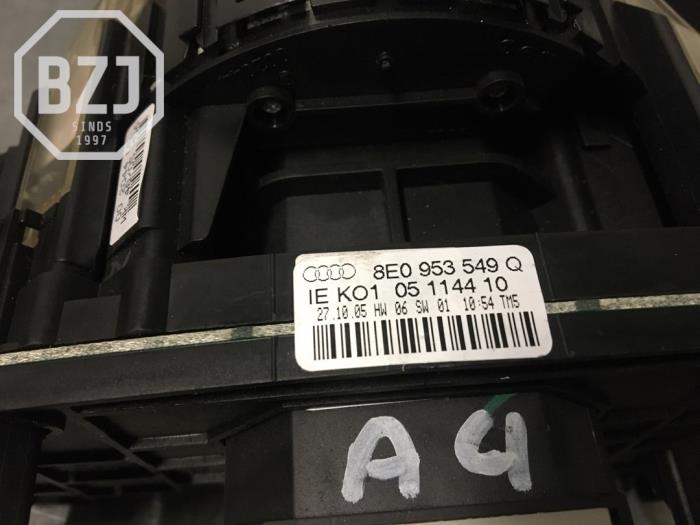 BZJ
SINDS
1997
8E0 953 549 Q
IE KO1 05 1144 10
27.10.05 HW 06 SW 01 10:54 TM5
A4